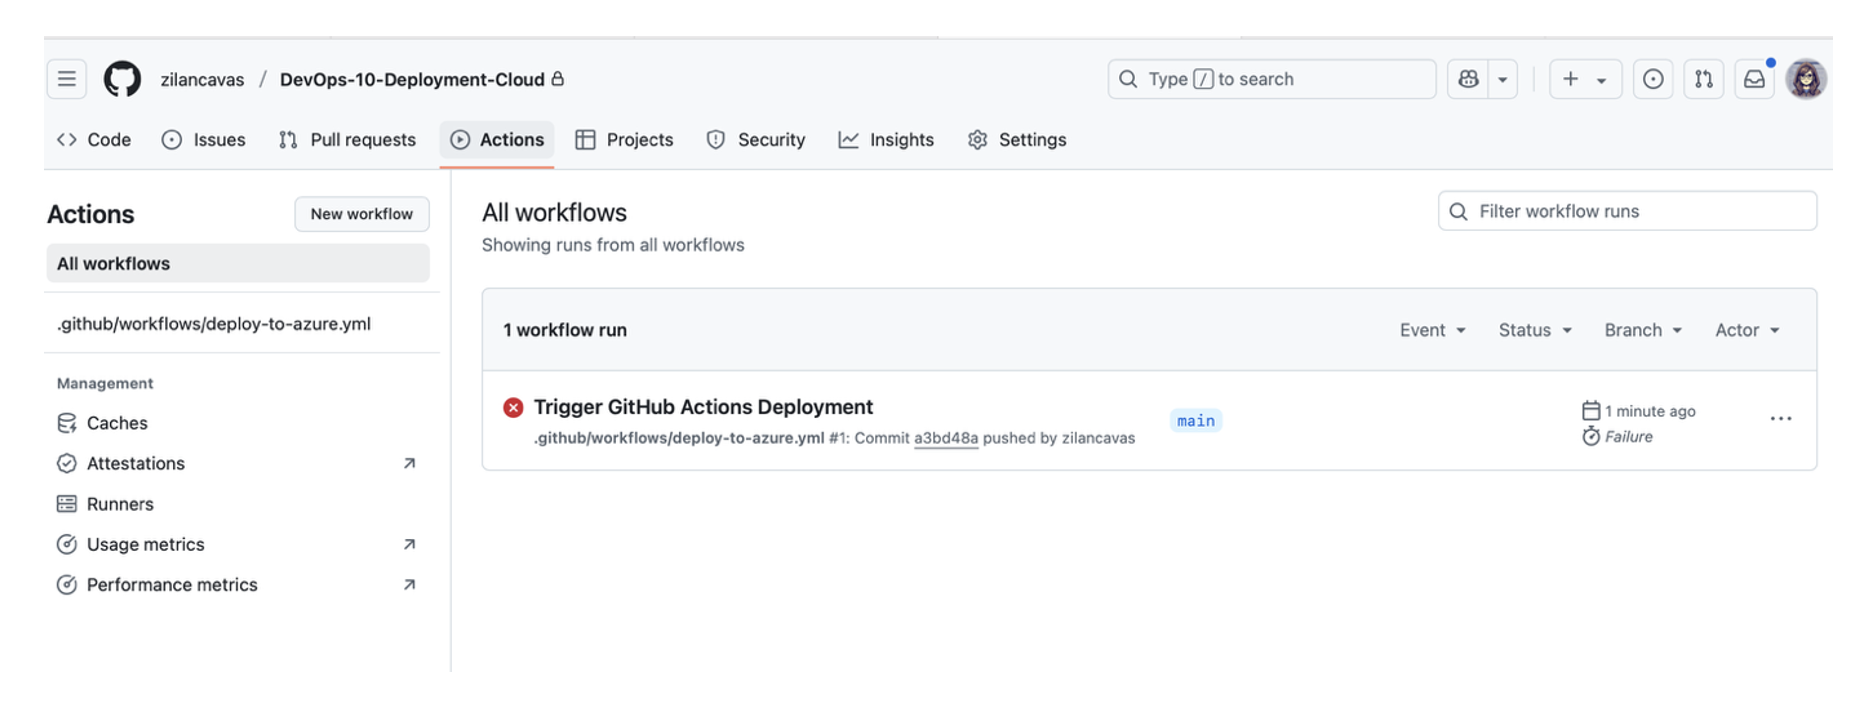 zilancavas / DevOps-10-Deployment-Cloud
Type / to search
Code Issues Pull requests Actions Projects Security Insights Settings
Actions
New workflow
All workflows
.github/workflows/deploy-to-azure.yml
Management
Caches
Attestations
Runners
Usage metrics
Performance metrics
All workflows
Showing runs from all workflows
Filter workflow runs
1 workflow run
Event Status Branch Actor
Trigger GitHub Actions Deployment
.github/workflows/deploy-to-azure.yml #1: Commit a3bd48a pushed by zilancavas
main
1 minute ago
Failure